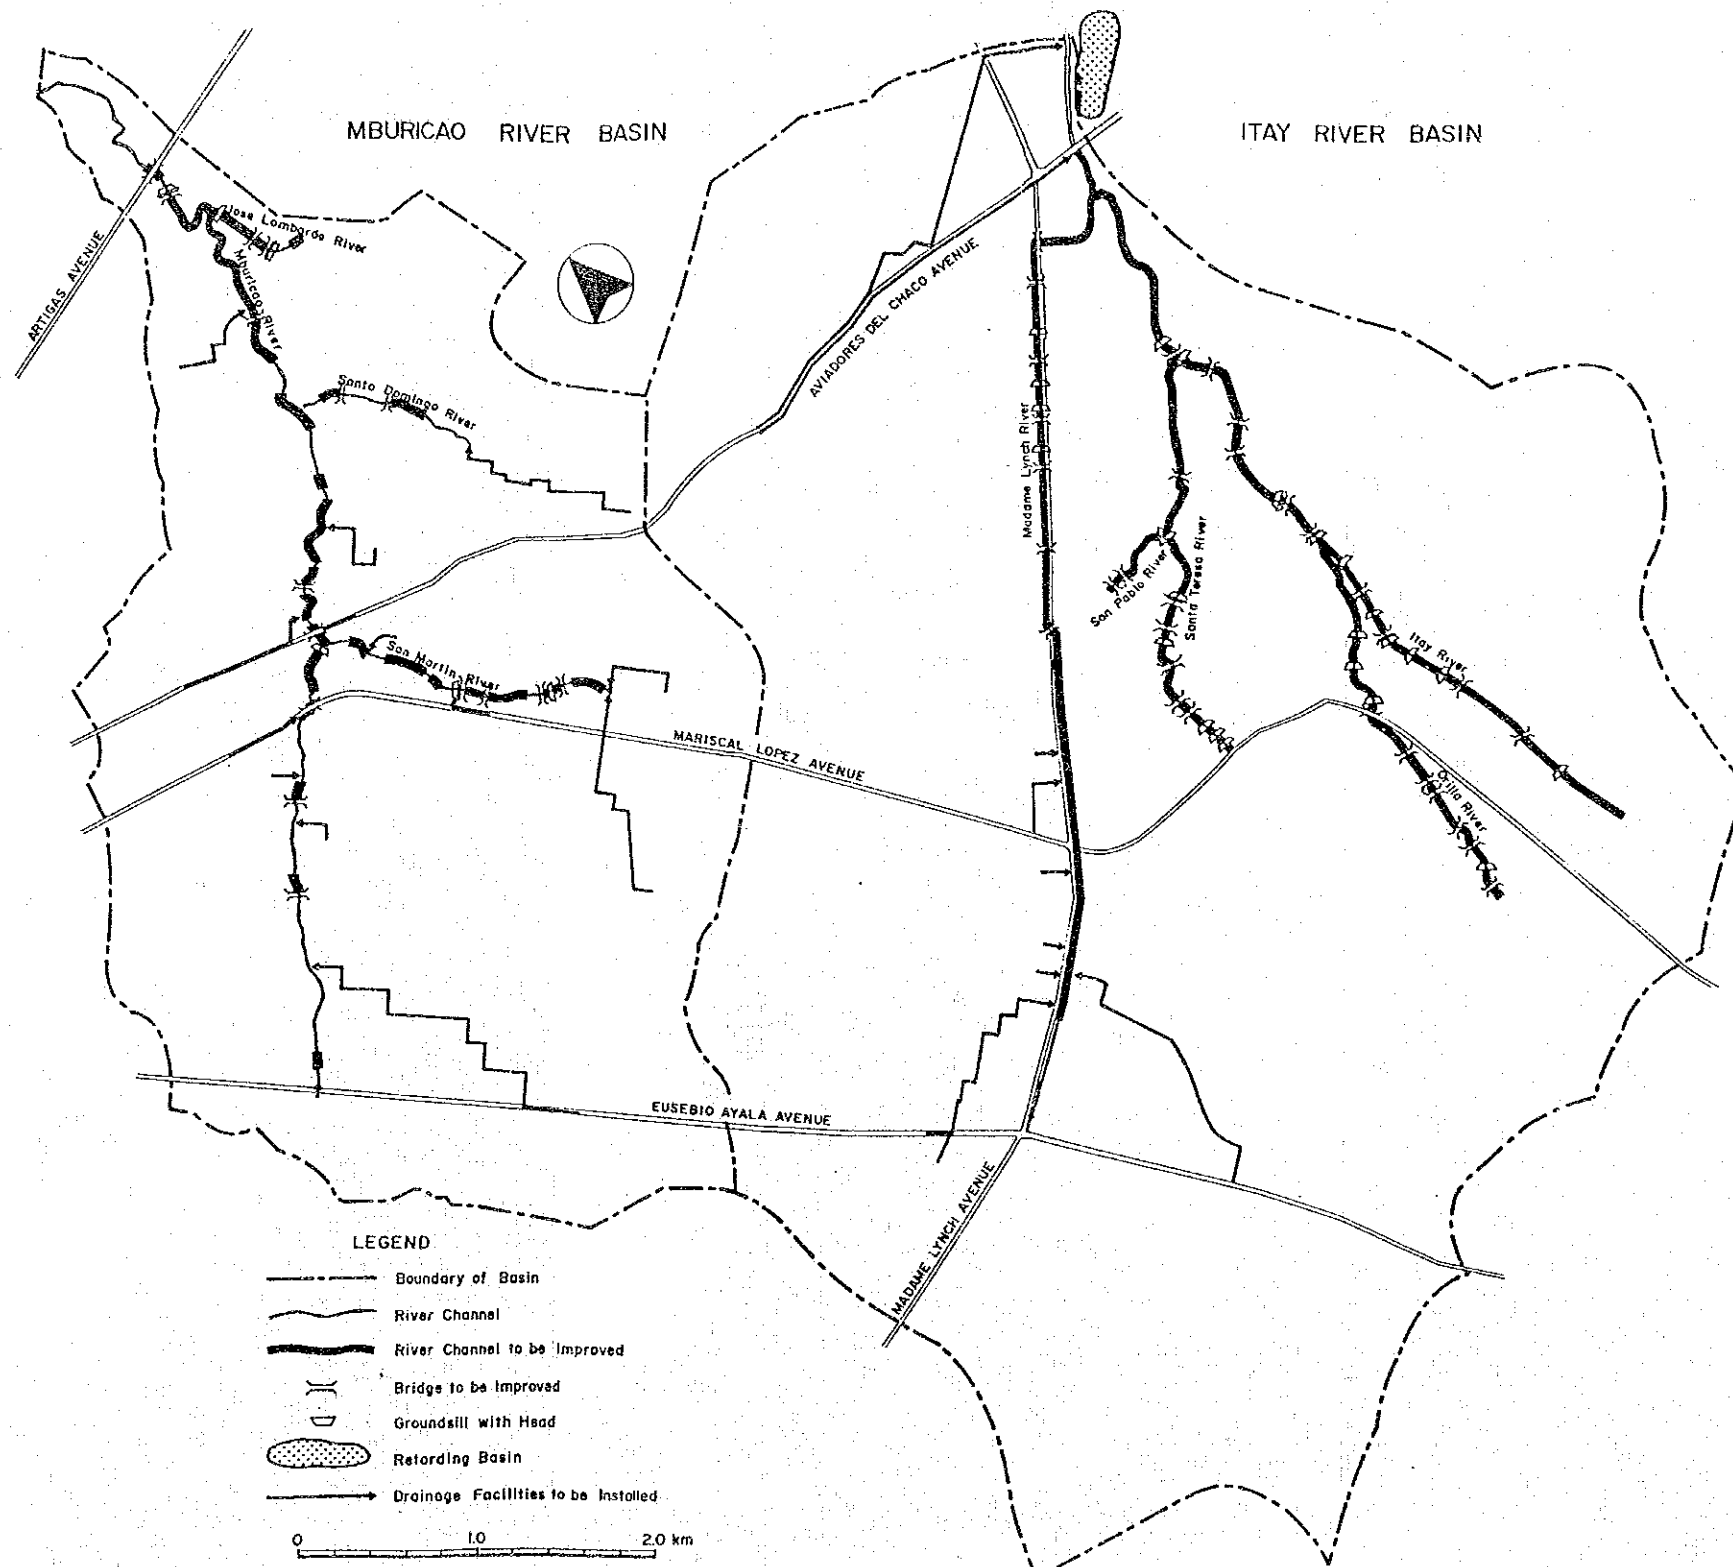 MBURICAO RIVER BASIN
ITAY RIVER BASIN
Jose Lombardo River
ARTIGAS AVENUE
Mburicao River
AVIADORES DEL CHACO AVENUE
Santo Domingo River
Madame Lynch River
San Pablo River
Santa Teresa River
Itay River
San Martin River
MARISCAL LOPEZ AVENUE
Orilla River
EUSEBIO AYALA AVENUE
MADAME LYNCH AVENUE
LEGEND
Boundary of Basin
River Channel
River Channel to be Improved
Bridge to be Improved
Groundsill with Head
Retarding Basin
Drainage Facilities to be Installed
0 1.0 2.0 km